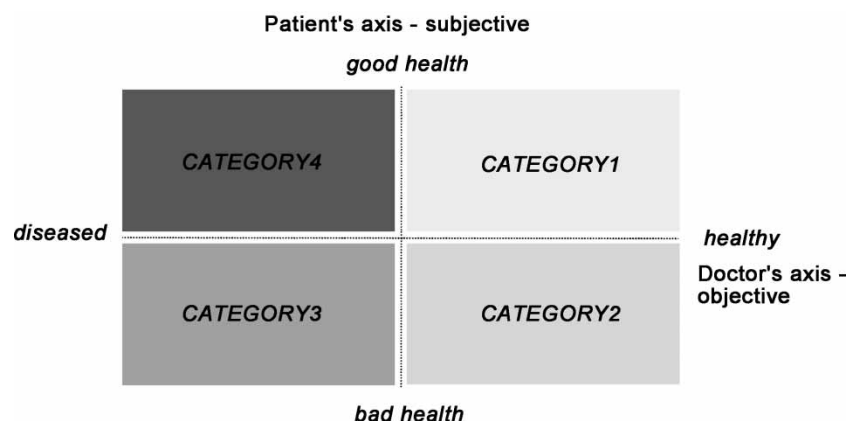 Patient's axis - subjective
good health
CATEGORY4
CATEGORY1
diseased
healthy
Doctor's axis -
objective
CATEGORY3
CATEGORY2
bad health